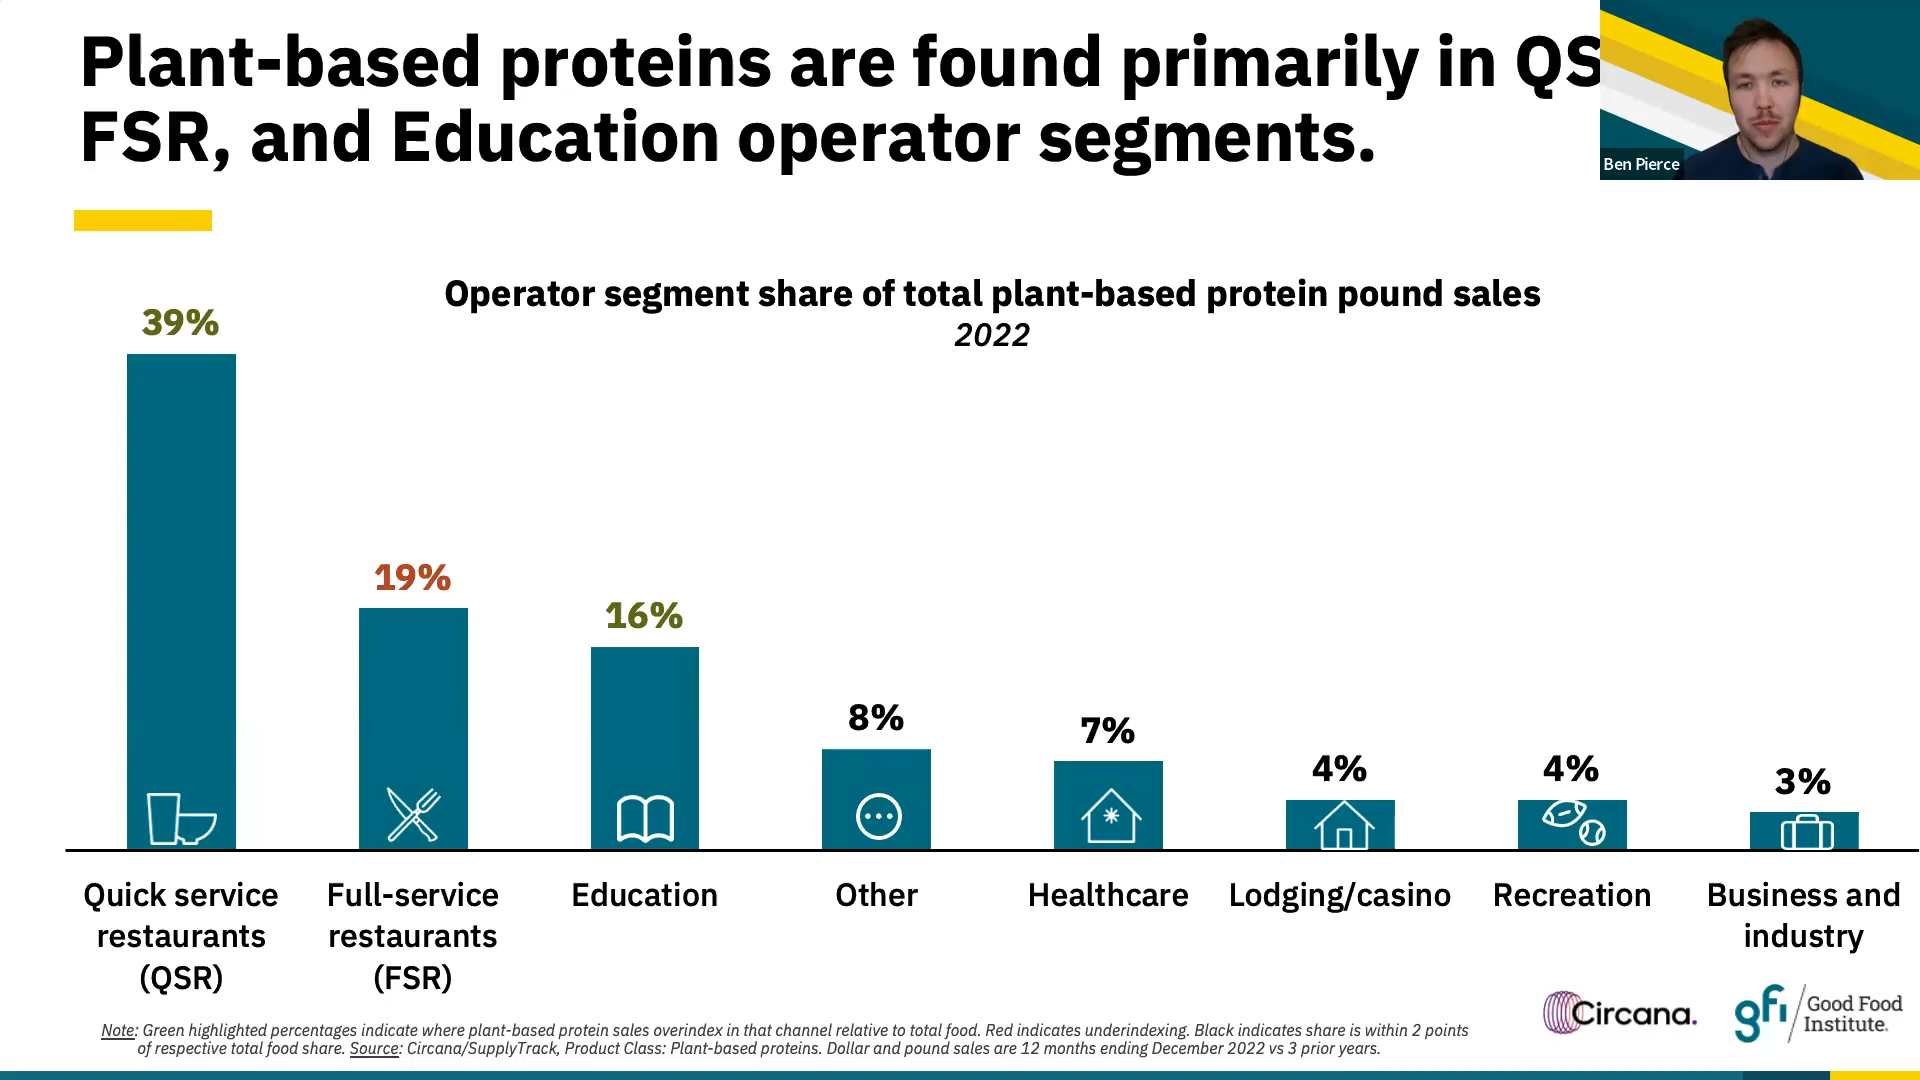 Plant-based proteins are found primarily in QS
FSR, and Education operator segments.
Ben Pierce
Operator segment share of total plant-based protein pound sales
2022
39%
19%
16%
8%
7%
4%
4%
3%
Quick service
restaurants
(QSR)
Full-service
restaurants
(FSR)
Education
Other
Healthcare
Lodging/casino
Recreation
Business and
industry
Note: Green highlighted percentages indicate where plant-based protein sales overindex in that channel relative to total food. Red indicates underindexing. Black indicates share is within 2 points
of respective total food share. Source: Circana/SupplyTrack, Product Class: Plant-based proteins. Dollar and pound sales are 12 months ending December 2022 vs 3 prior years.
Circana.
gfi
Good Food
Institute.